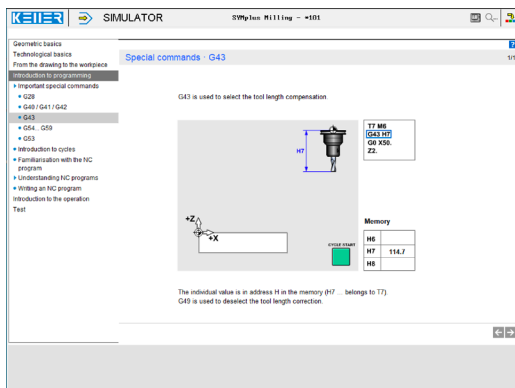 KELLER
SIMULATOR
SYMplus Milling - *101
Geometric basics
Technological basics
From the drawing to the workpiece
Introduction to programming
Important special commands
G28
G40 / G41 / G42
G43
G54... G59
G53
Introduction to cycles
Familiarisation with the NC
program
Understanding NC programs
Writing an NC program
Introduction to the operation
Test
Special commands · G43
1/1
G43 is used to select the tool length compensation.
H7
T7 M6
G43 H7
G0 X50.
Z2.
+Z
+X
CYCLE START
Memory
H6
H7 114.7
H8
The individual value is in address H in the memory (H7 ... belongs to T7).
G49 is used to deselect the tool length correction.